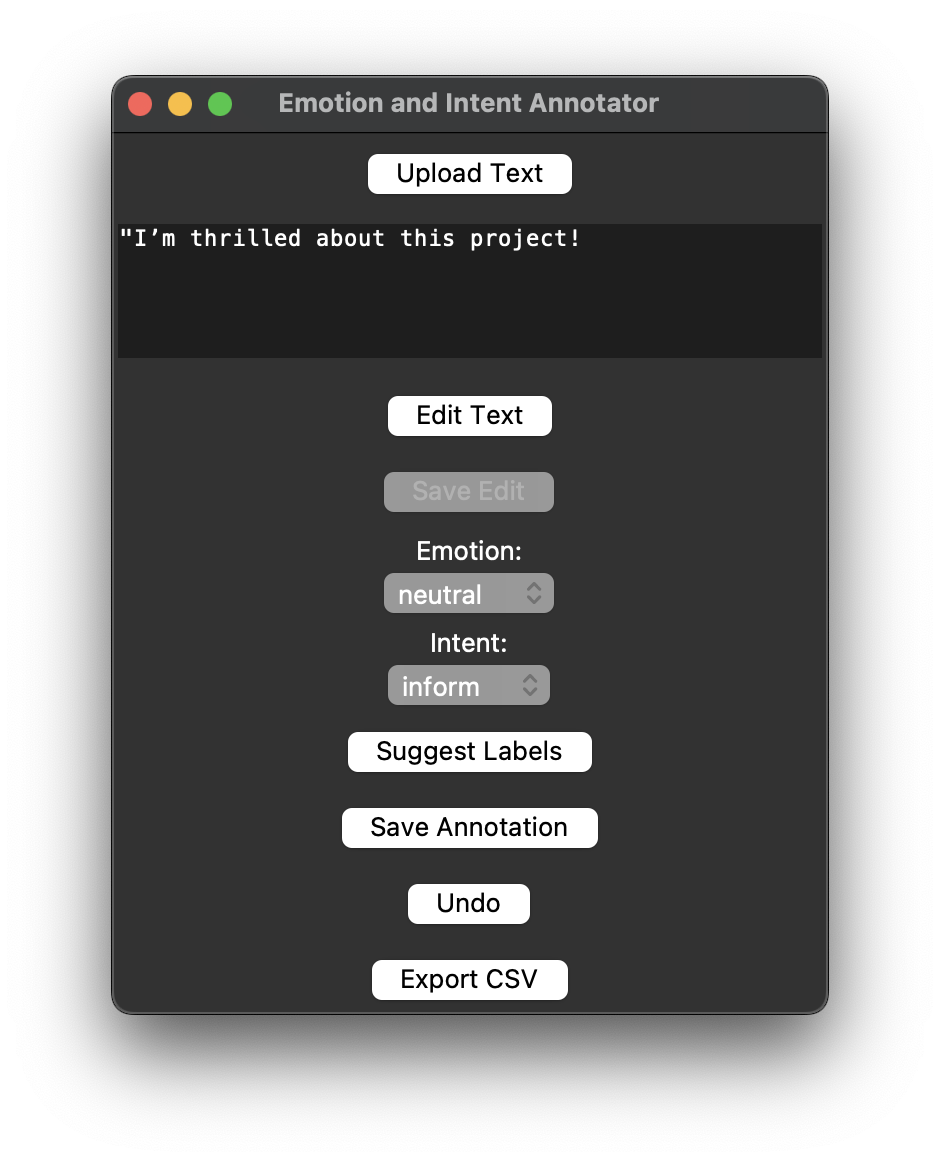 Emotion and Intent Annotator
Upload Text
"I’m thrilled about this project!
Edit Text
Save Edit
Emotion:
neutral
Intent:
inform
Suggest Labels
Save Annotation
Undo
Export CSV